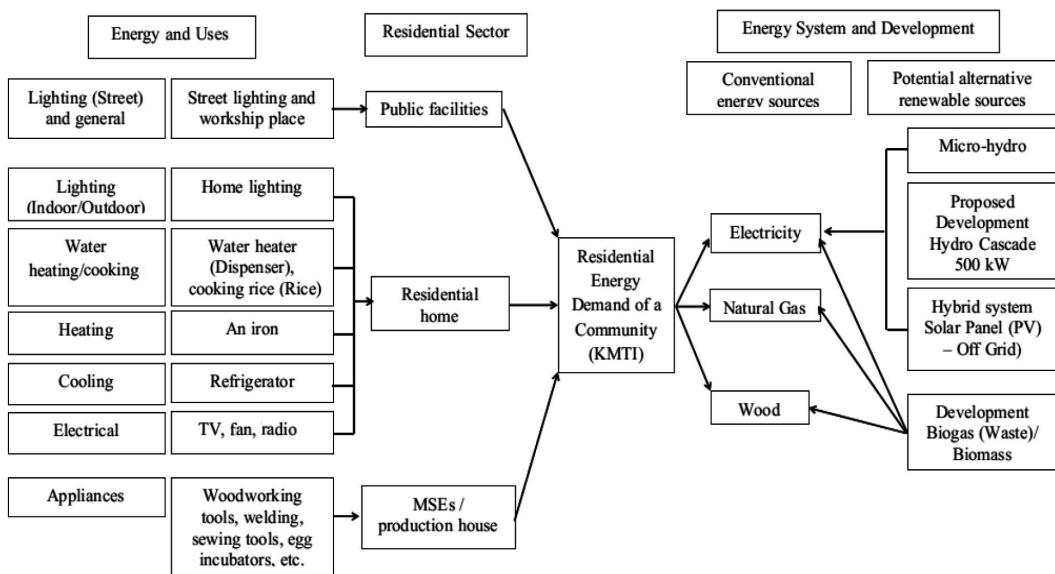 Energy and Uses
Residential Sector
Energy System and Development
Conventional
energy sources
Potential alternative
renewable sources
Lighting (Street)
and general
Street lighting and
workship place
Public facilities
Micro-hydro
Lighting
(Indoor/Outdoor)
Home lighting
Proposed
Development
Hydro Cascade
500 kW
Water
heating/cooking
Water heater
(Dispenser),
cooking rice (Rice)
Residential
home
Residential
Energy
Demand of a
Community
(KMTI)
Electricity
Natural Gas
Wood
Hybrid system
Solar Panel (PV)
– Off Grid)
Heating
An iron
Cooling
Refrigerator
Electrical
TV, fan, radio
Development
Biogas (Waste)/
Biomass
Appliances
Woodworking
tools, welding,
sewing tools, egg
incubators, etc.
MSEs /
production house